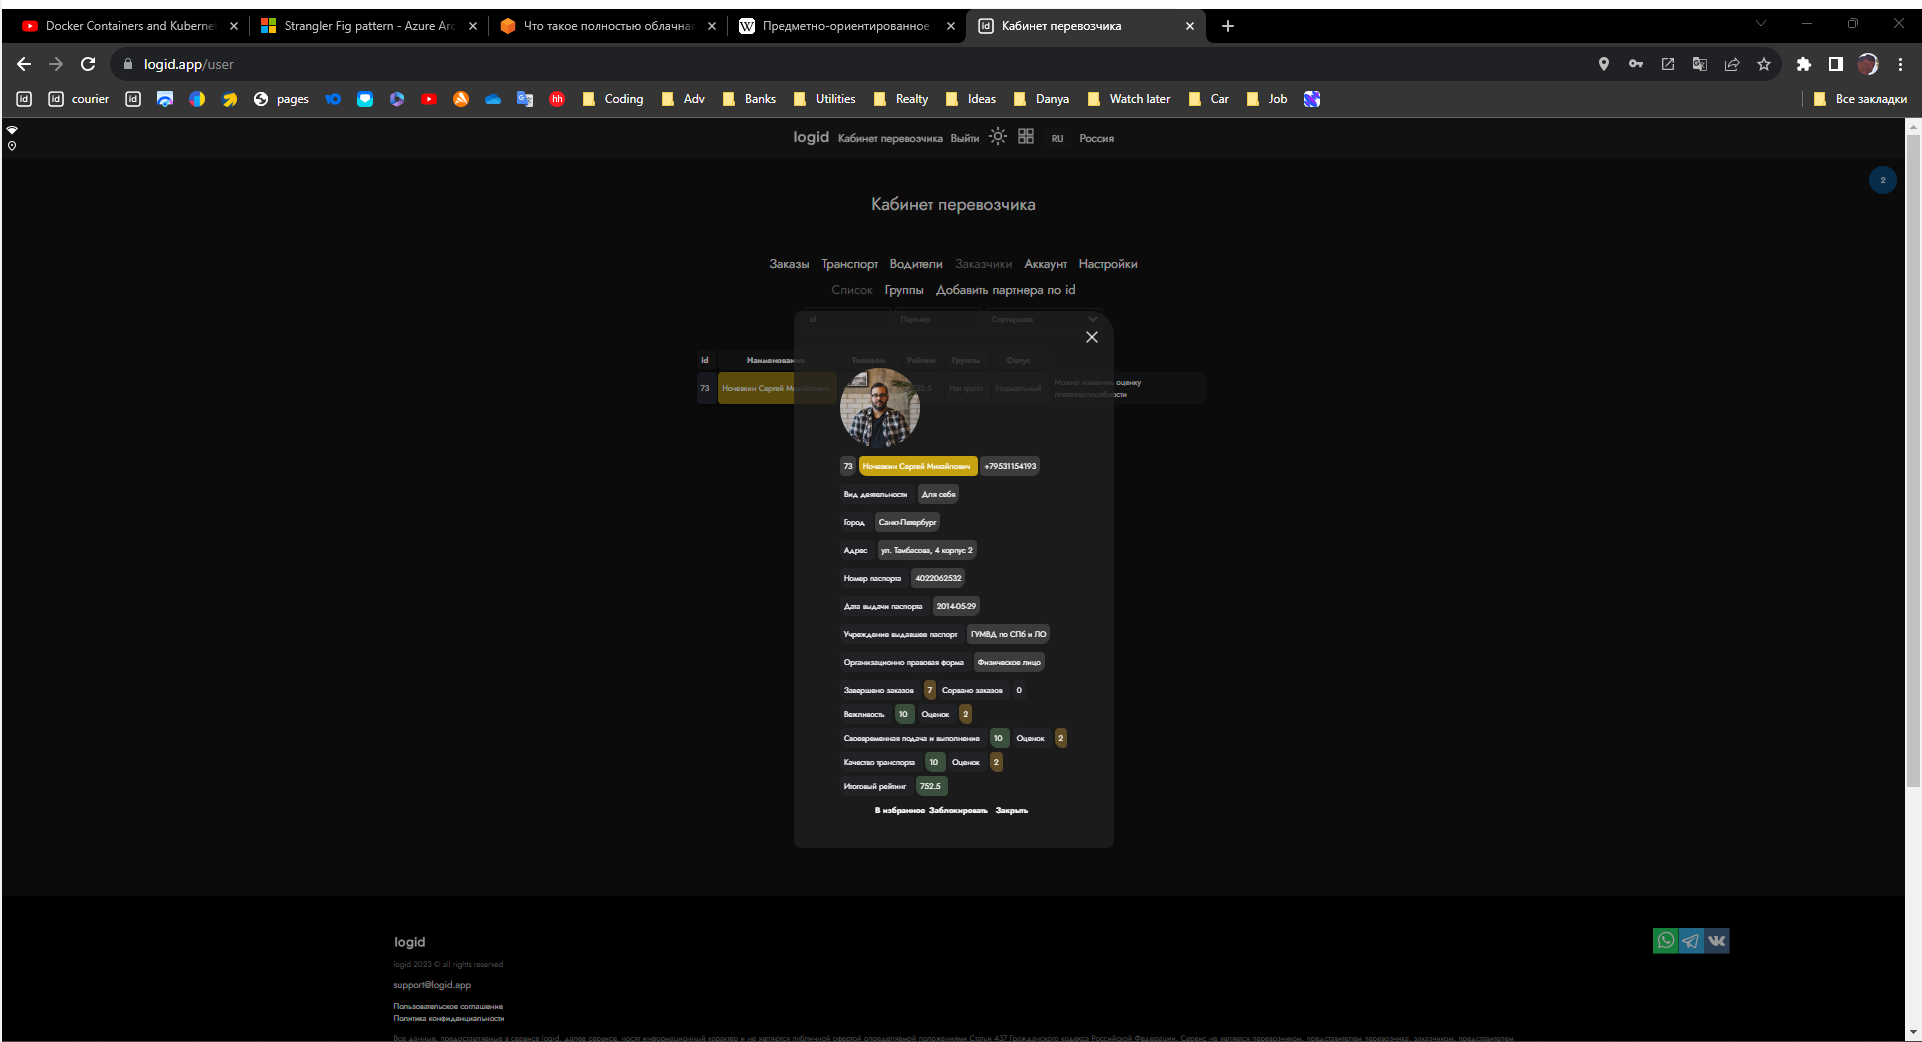 Docker Containers and Kubernet
Strangler Fig pattern - Azure Arc
Что такое полностью облачная
Предметно-ориентированное
Кабинет перевозчика
logid.app/user
courier
pages
Coding
Adv
Banks
Utilities
Realty
Ideas
Danya
Watch later
Car
Job
Все закладки
logid Кабинет перевозчика Выйти RU Россия
2
Кабинет перевозчика
Заказы Транспорт Водители Заказчики Аккаунт Настройки
Список Группы Добавить партнера по id
id Партнер Сортировка
id Наименование Телефон Рейтинг Группы Статус
73 Ночевкин Сергей Михайлович 752.5 Нет групп Нормальный Можно изменить оценку
платежеспособности
73 Ночевкин Сергей Михайлович +79531154193
Вид деятельности Для себя
Город Санкт-Петербург
Адрес ул. Тамбасова, 4 корпус 2
Номер паспорта 4022062532
Дата выдачи паспорта 2014-05-29
Учреждение выдавшее паспорт ГУМВД по СПб и ЛО
Организационно правовая форма Физическое лицо
Завершено заказов 7 Сорвано заказов 0
Вежливость 10 Оценок 2
Своевременная подача и выполнение 10 Оценок 2
Качество транспорта 10 Оценок 2
Итоговый рейтинг 752.5
В избранное Заблокировать Закрыть
logid
logid 2023 © all rights reserved
support@logid.app
Пользовательское соглашение
Политика конфиденциальности
Все данные, предоставляемые в сервисе logid, далее сервисе, носят информационный характер и не являются публичной офертой определяемой положениями Статьи 437 Гражданского кодекса Российской Федерации. Сервис не является перевозчиком, представителем перевозчика, заказчиком, представителем